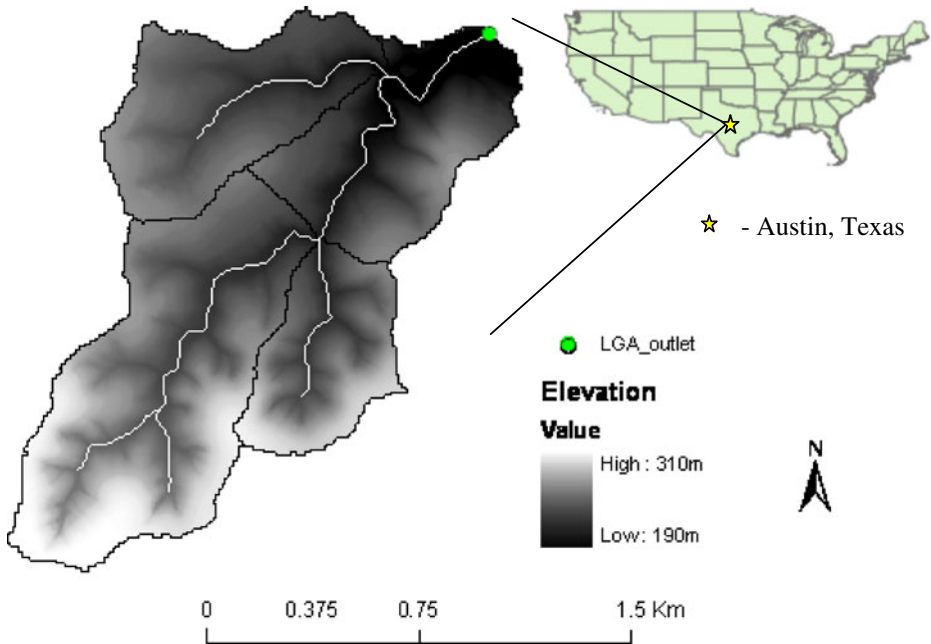 - Austin, Texas
LGA_outlet
Elevation
Value
High : 310m
Low: 190m
N
0 0.375 0.75 1.5 Km